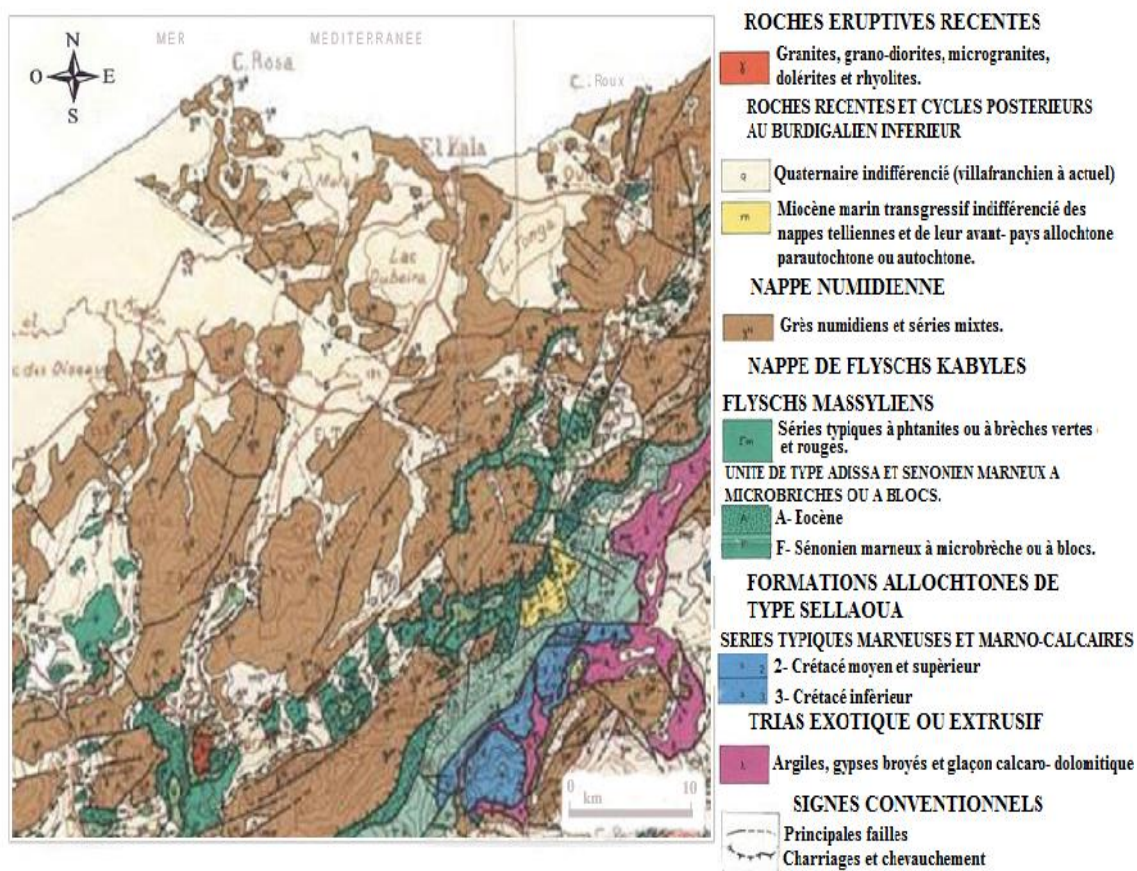 MER MEDITERRANEE
N
O E
S
C. Rosa
C. Roux
El Kala
Mela
Lac
Oubeira
L. Tonga
0 10
km
ROCHES ERUPTIVES RECENTES
Granites, grano-diorites, microgranites,
dolérites et rhyolites.
ROCHES RECENTES ET CYCLES POSTERIEURS
AU BURDIGALIEN INFERIEUR
q
Quaternaire indifférencié (villafranchien à actuel)
m
Miocène marin transgressif indifférencié des
nappes telliennes et de leur avant- pays allochtone
parautochtone ou autochtone.
NAPPE NUMIDIENNE
Grès numidiens et séries mixtes.
NAPPE DE FLYSCHS KABYLES
FLYSCHS MASSYLIENS
Séries typiques à phtanites ou à brèches vertes
et rouges.
UNITE DE TYPE ADISSA ET SENONIEN MARNEUX A
MICROBRICHES OU A BLOCS.
A- Eocène
F- Sénonien marneux à microbrèche ou à blocs.
FORMATIONS ALLOCHTONES DE
TYPE SELLAOUA
SERIES TYPIQUES MARNEUSES ET MARNO-CALCAIRES
2- Crétacé moyen et supèrieur
3- Crétacé infèrieur
TRIAS EXOTIQUE OU EXTRUSIF
Argiles, gypses broyés et glaçon calcaro- dolomitique
SIGNES CONVENTIONNELS
Principales failles
Charriages et chevauchement